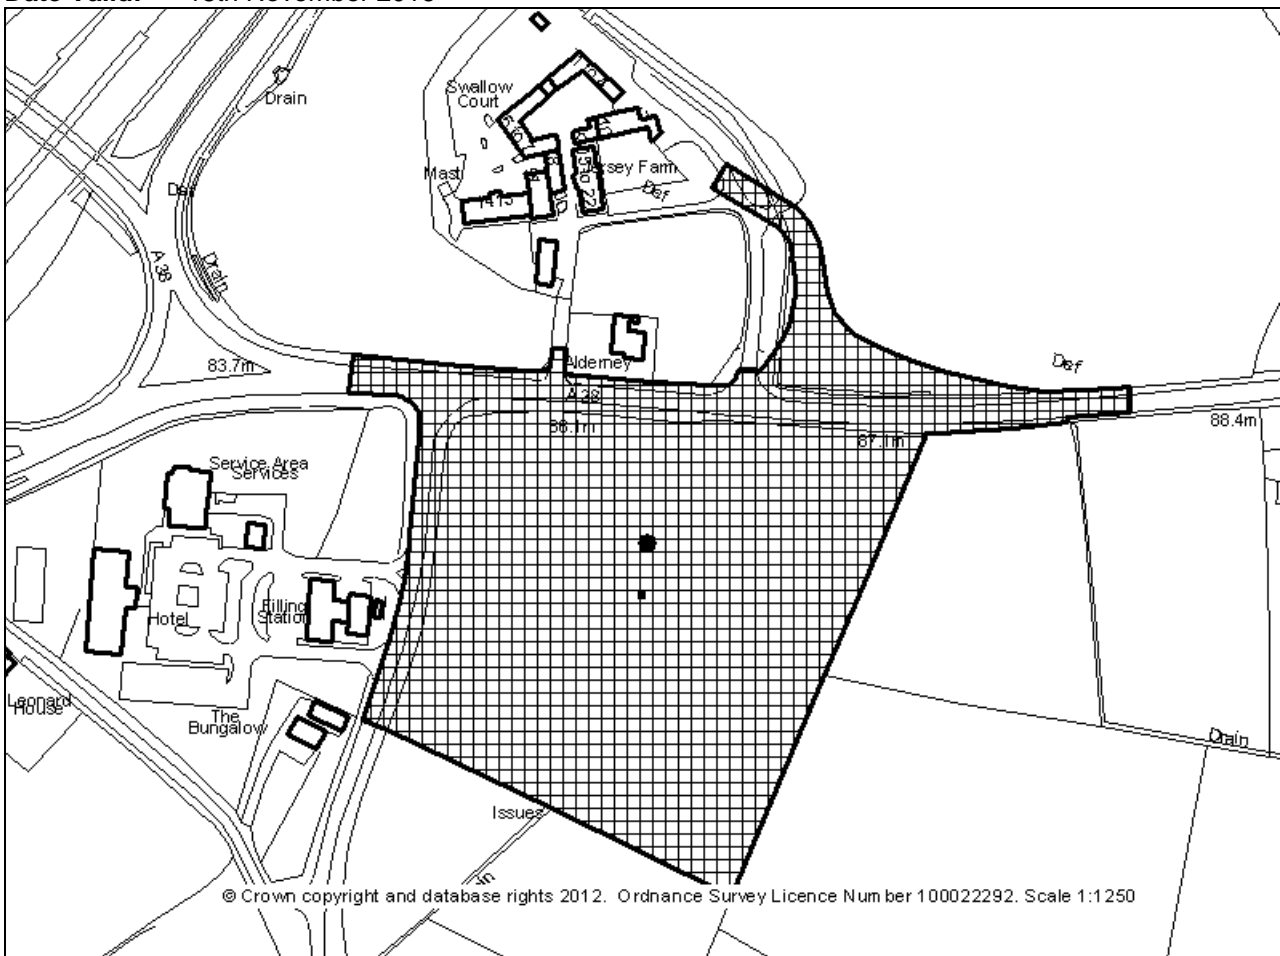 Swallow
Court
Drain
Mast
Jersey Farm
Def
Def
A 38
Drain
83.7m
Alderney
A 38
Def
86.1m
87.1m
88.4m
Service Area
Services
Filling
Station
Hotel
Leonard
House
The
Bungalow
Drain
Issues
© Crown copyright and database rights 2012. Ordnance Survey Licence Number 100022292. Scale 1:1250